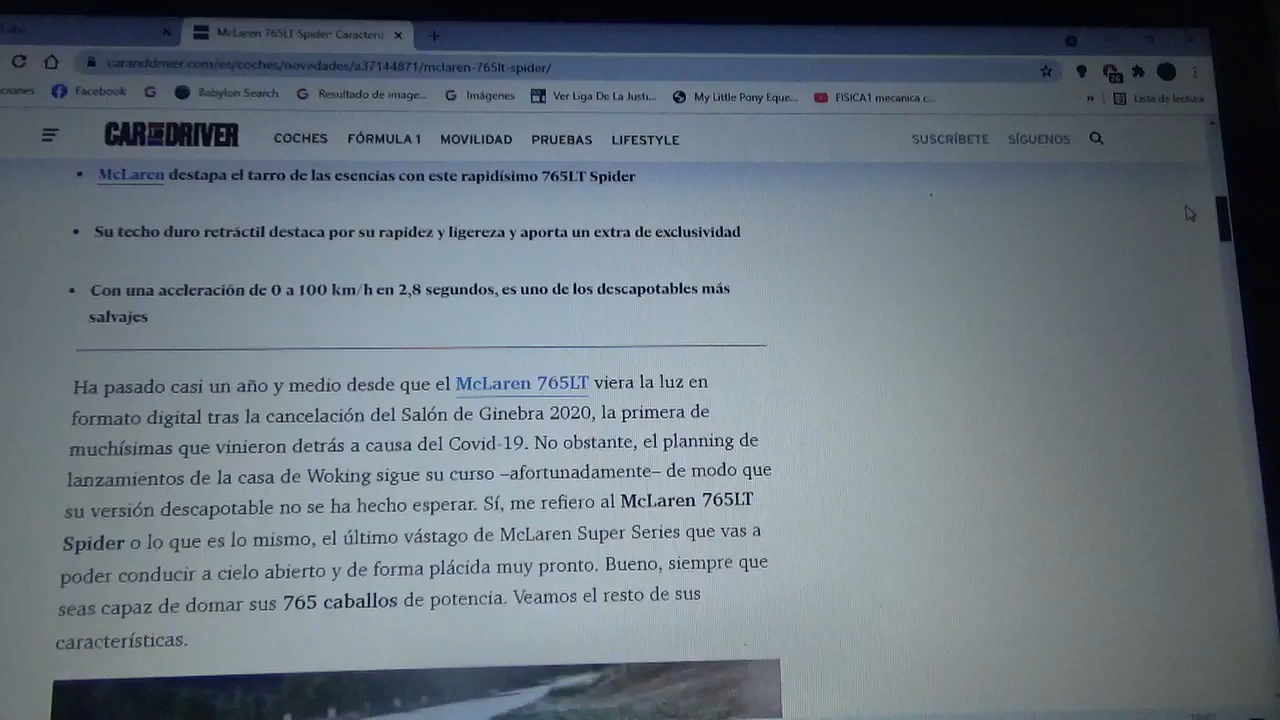 McLaren 765LT Spider: Caracterís
carandriver.com/es/coches/novedades/a37144871/mclaren-765lt-spider/
ciones Facebook G Babylon Search Resultado de image... Imágenes Ver Liga De La Justi... My Little Pony Eque... FISICA1 mecanica c... » Lista de lectura
CAR AND DRIVER COCHES FÓRMULA 1 MOVILIDAD PRUEBAS LIFESTYLE SUSCRÍBETE SÍGUENOS
• McLaren destapa el tarro de las esencias con este rapidísimo 765LT Spider
• Su techo duro retráctil destaca por su rapidez y ligereza y aporta un extra de exclusividad
• Con una aceleración de 0 a 100 km/h en 2,8 segundos, es uno de los descapotables más
salvajes
Ha pasado casi un año y medio desde que el McLaren 765LT viera la luz en
formato digital tras la cancelación del Salón de Ginebra 2020, la primera de
muchísimas que vinieron detrás a causa del Covid-19. No obstante, el planning de
lanzamientos de la casa de Woking sigue su curso –afortunadamente– de modo que
su versión descapotable no se ha hecho esperar. Sí, me refiero al McLaren 765LT
Spider o lo que es lo mismo, el último vástago de McLaren Super Series que vas a
poder conducir a cielo abierto y de forma plácida muy pronto. Bueno, siempre que
seas capaz de domar sus 765 caballos de potencia. Veamos el resto de sus
características.